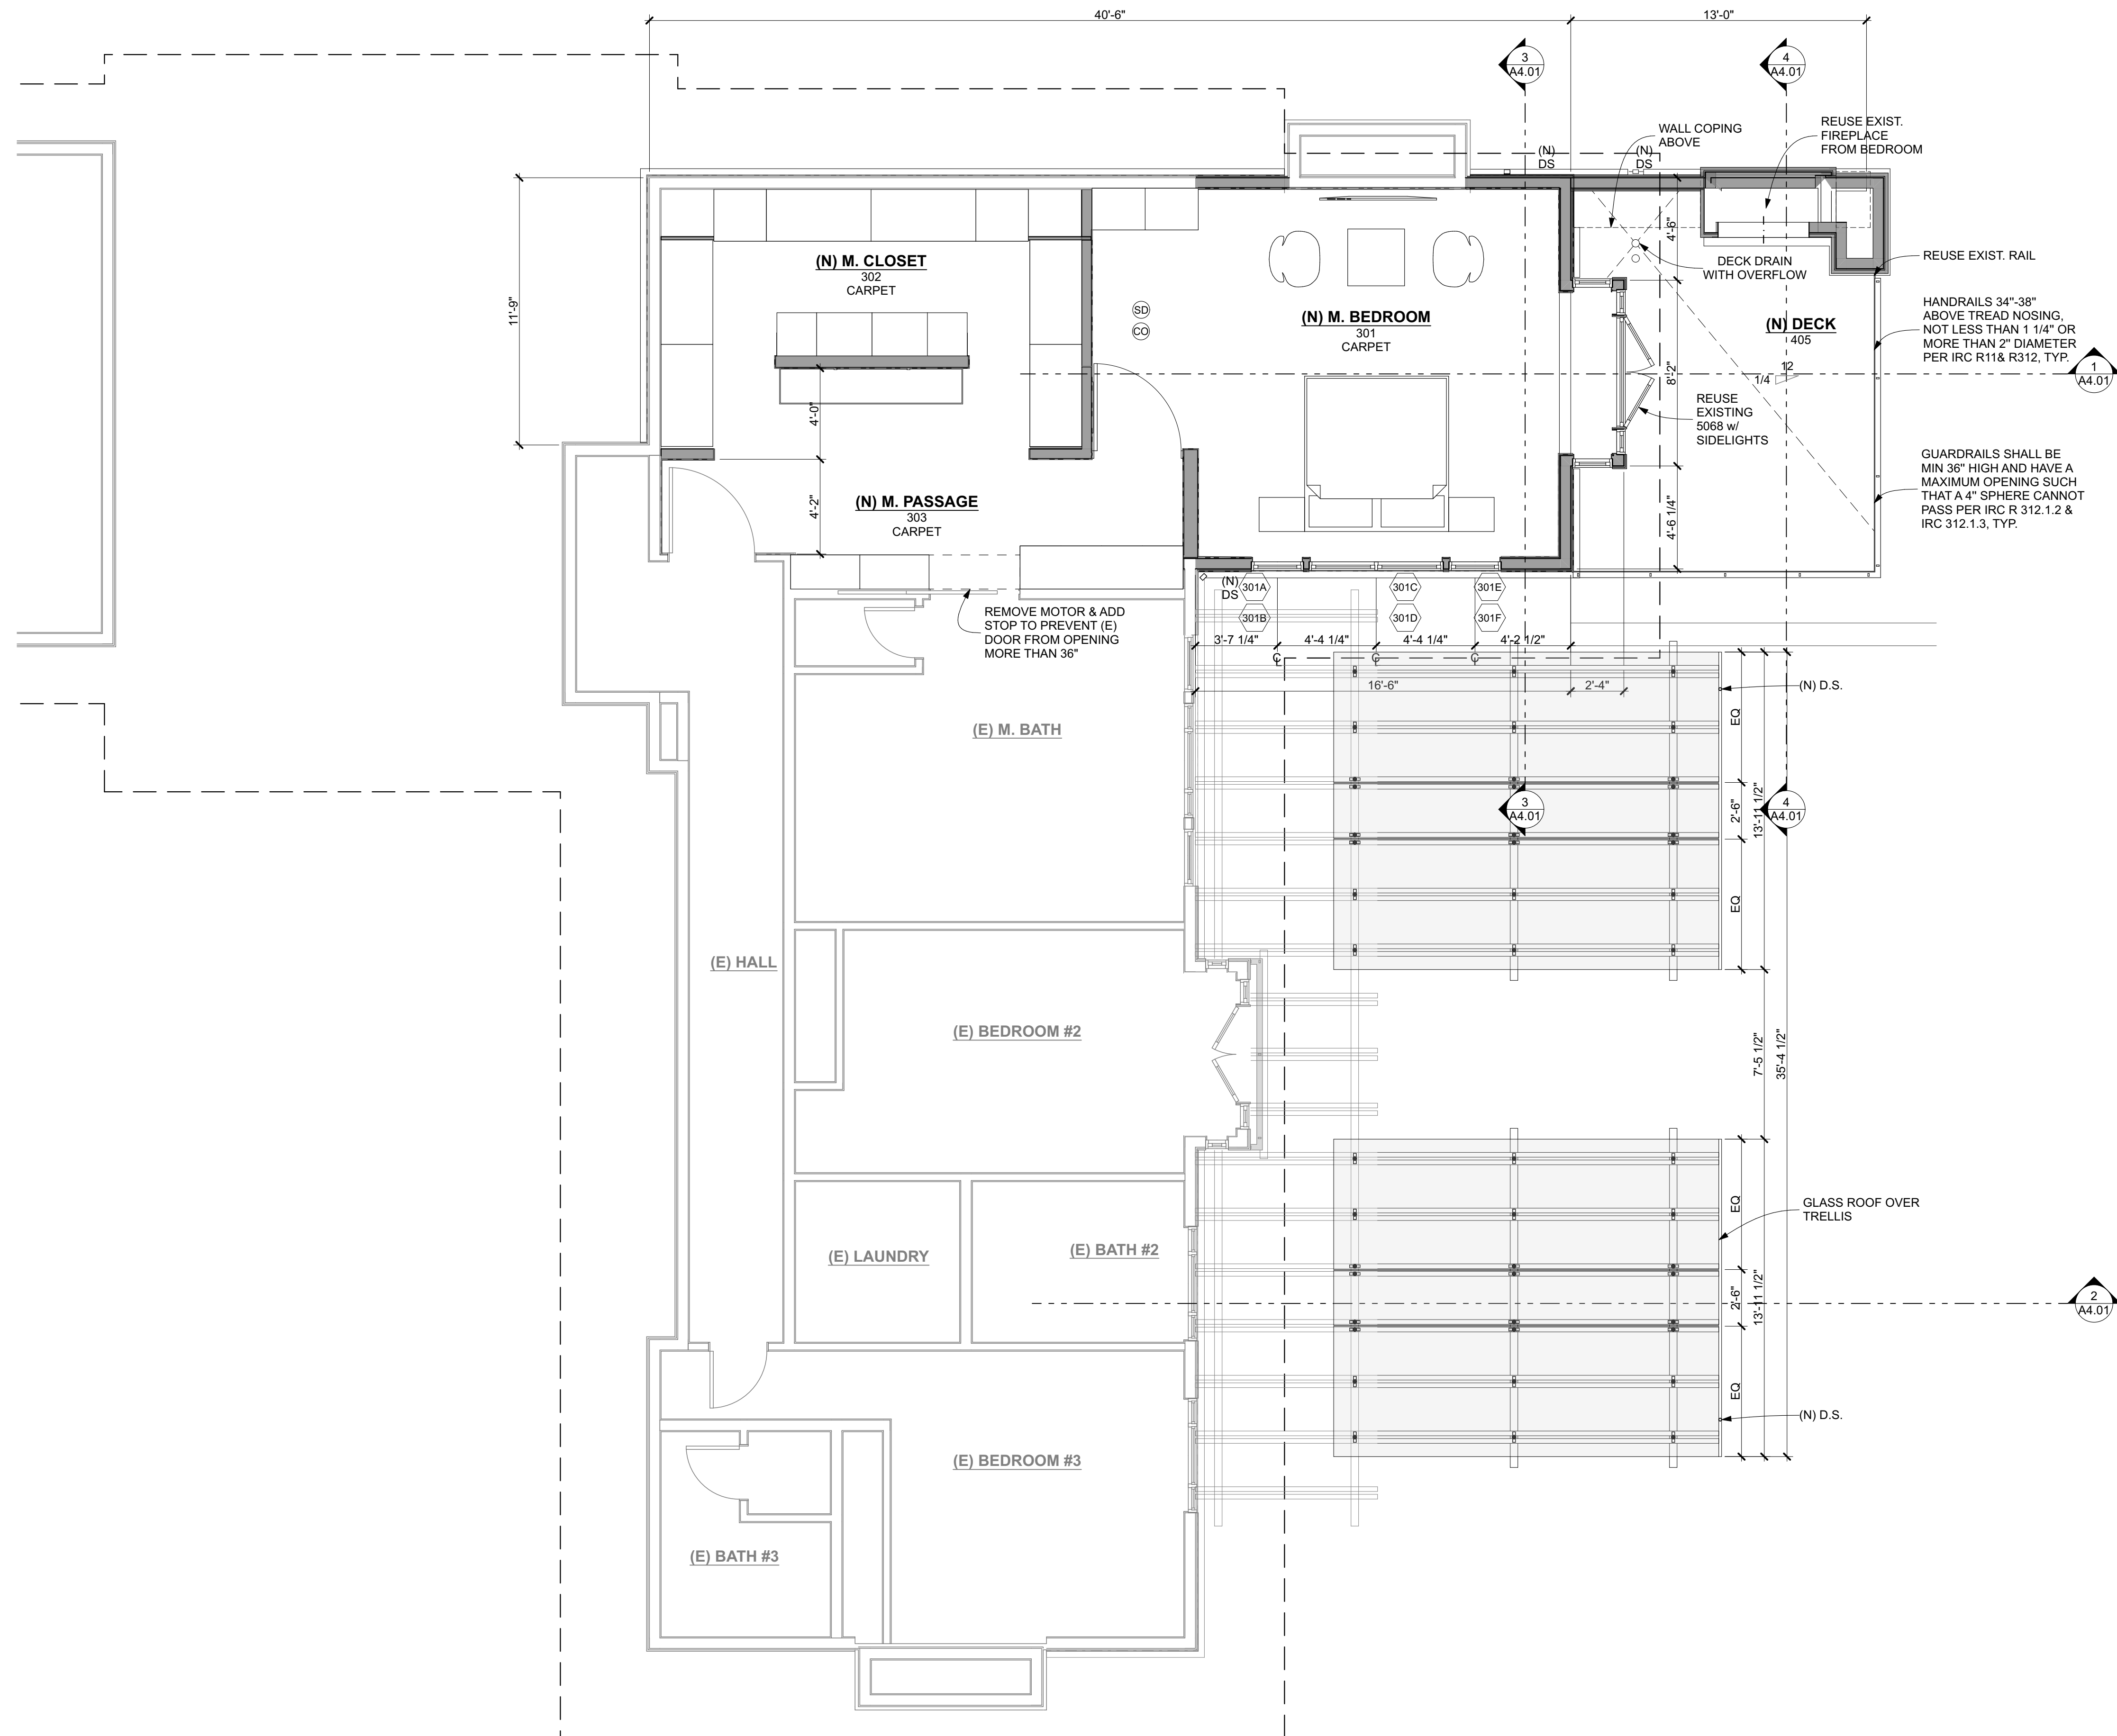 40'-6"
13'-0"
3
A4.01
4
A4.01
WALL COPING
ABOVE
REUSE EXIST.
FIREPLACE
FROM BEDROOM
(N)
DS
(N)
DS
11'-9"
(N) M. CLOSET
302
CARPET
SD
CO
(N) M. BEDROOM
301
CARPET
4'-6"
DECK DRAIN
WITH OVERFLOW
REUSE EXIST. RAIL
(N) DECK
405
HANDRAILS 34"-38"
ABOVE TREAD NOSING,
NOT LESS THAN 1 1/4" OR
MORE THAN 2" DIAMETER
PER IRC R11& R312, TYP.
1
A4.01
8'-2"
12
1/4
REUSE
EXISTING
5068 w/
SIDELIGHTS
4'-0"
4'-2"
(N) M. PASSAGE
303
CARPET
4'-6 1/4"
GUARDRAILS SHALL BE
MIN 36" HIGH AND HAVE A
MAXIMUM OPENING SUCH
THAT A 4" SPHERE CANNOT
PASS PER IRC R 312.1.2 &
IRC 312.1.3, TYP.
(N)
DS
301A
301B
301C
301D
301E
301F
REMOVE MOTOR & ADD
STOP TO PREVENT (E)
DOOR FROM OPENING
MORE THAN 36"
3'-7 1/4"
4'-4 1/4"
4'-4 1/4"
4'-2 1/2"
16'-6"
2'-4"
(N) D.S.
EQ
(E) M. BATH
3
A4.01
2'-6"
13'-11 1/2"
4
A4.01
EQ
(E) HALL
(E) BEDROOM #2
7'-5 1/2"
35'-4 1/2"
EQ
GLASS ROOF OVER
TRELLIS
(E) LAUNDRY
(E) BATH #2
2'-6"
13'-11 1/2"
2
A4.01
EQ
(N) D.S.
(E) BEDROOM #3
(E) BATH #3